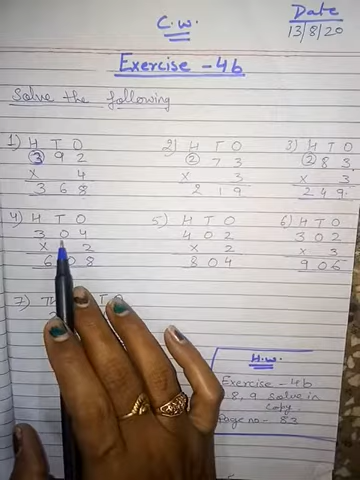 C.W.
Date
13/8/20
Exercise - 4b
Solve the following
1) H T O
③ 9 2
x 4
3 6 8
2) H T O
② 7 3
x 3
2 1 9
3) H T O
② 8 3
x 3
2 4 9
4) H T O
3 0 4
x 2
6 0 8
5) H T O
4 0 2
x 2
8 0 4
6) H T O
3 0 2
x 3
9 0 6
7)
T O
H.W.
Exercise - 4b
8, 9 Solve in
Copy.
Page no - 53